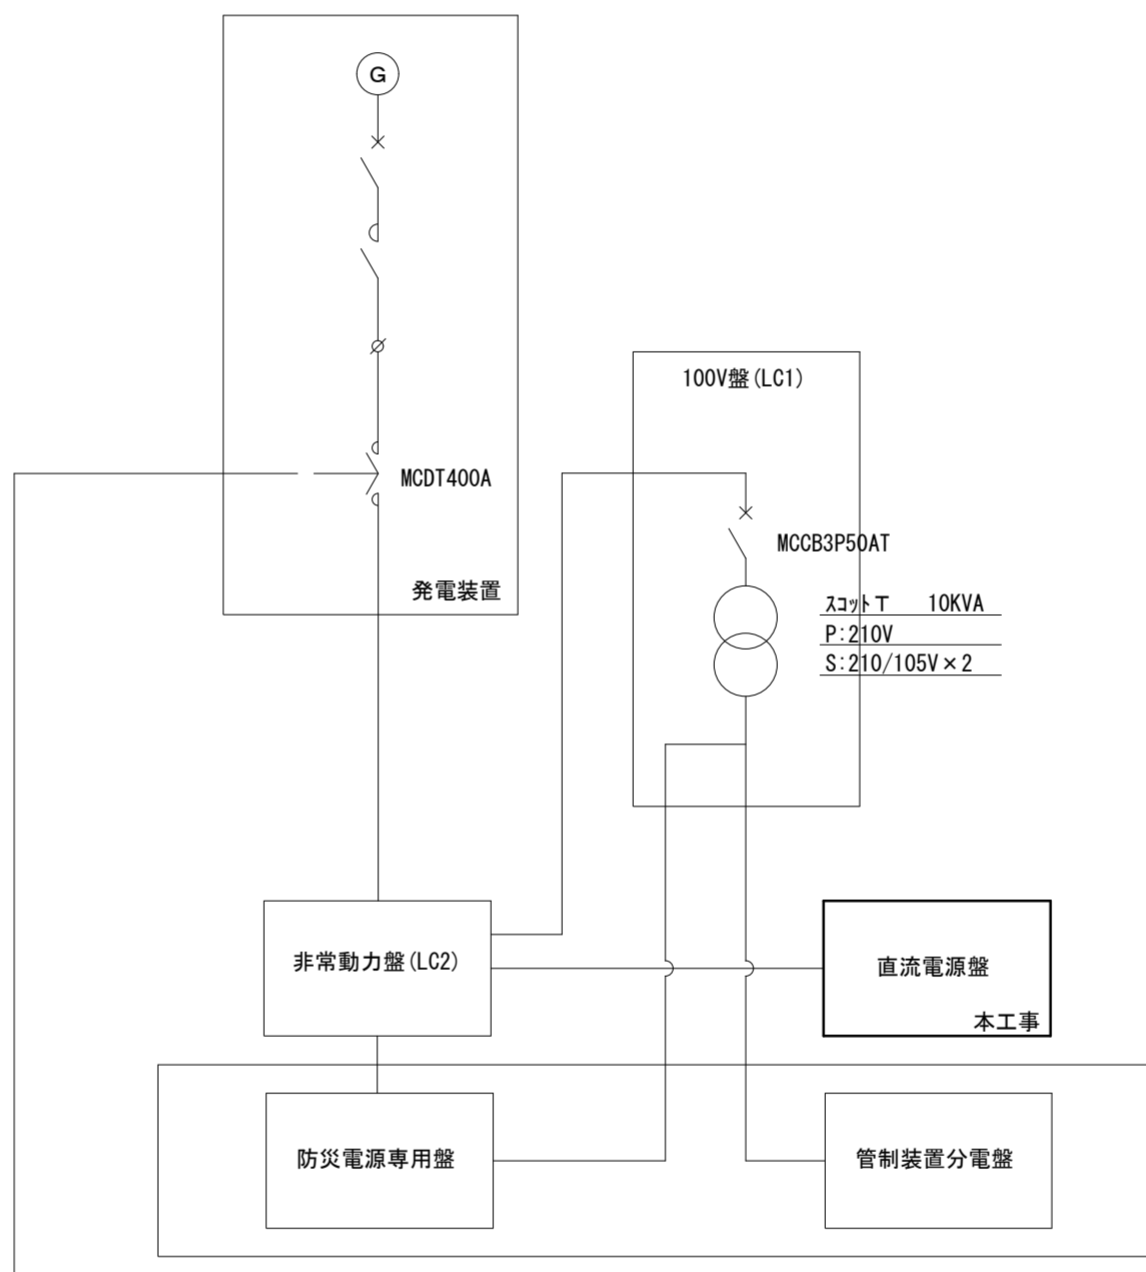 G
100V盤(LC1)
MCDT400A
MCCB3P50AT
発電装置
スコットT 10KVA
P:210V
S:210/105V×2
非常動力盤(LC2)
直流電源盤
本工事
防災電源専用盤
管制装置分電盤